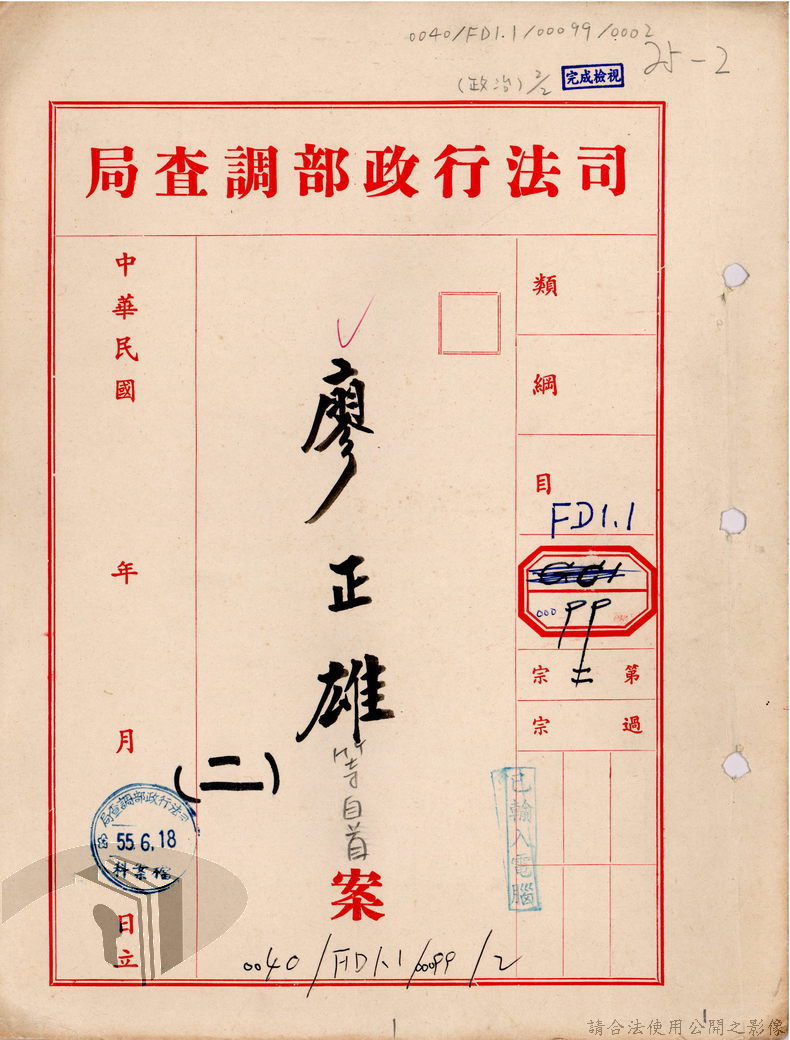 0040/FD1.1/00099/0002
25-2
(政治) 2/2
完成檢視
司法行政部調查局
類
綱
目
FD1.1
000 99
第二宗
過宗
已輸入電腦
廖正雄等自首案
(二)
中華民國 年 月 日立
司法行政部調查局
55.6.18
檔案科
0040/FD1.1/00099/2
請合法使用公開之影像